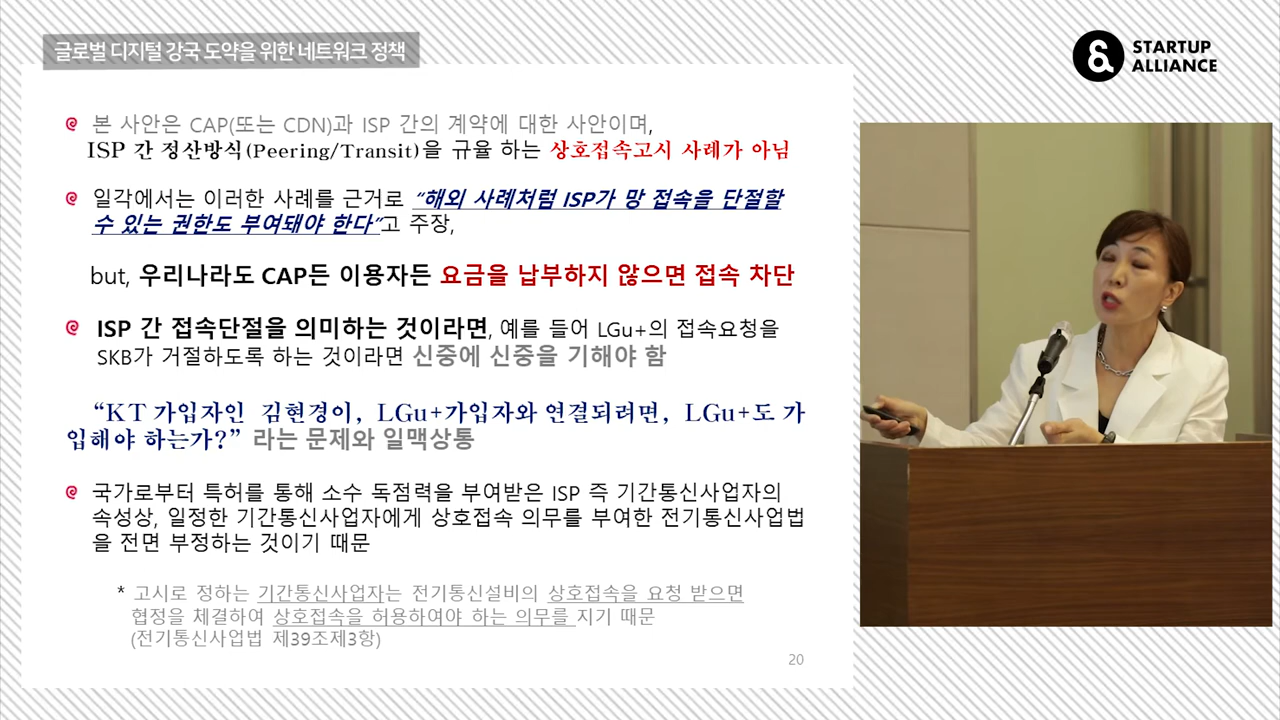 글로벌 디지털 강국 도약을 위한 네트워크 정책
STARTUP
ALLIANCE
본 사안은 CAP(또는 CDN)과 ISP 간의 계약에 대한 사안이며,
ISP 간 정산방식(Peering/Transit)을 규율 하는 상호접속고시 사례가 아님
일각에서는 이러한 사례를 근거로 “해외 사례처럼 ISP가 망 접속을 단절할
수 있는 권한도 부여돼야 한다”고 주장,
but, 우리나라도 CAP든 이용자든 요금을 납부하지 않으면 접속 차단
ISP 간 접속단절을 의미하는 것이라면, 예를 들어 LGu+의 접속요청을
SKB가 거절하도록 하는 것이라면 신중에 신중을 기해야 함
“KT 가입자인 김현경이, LGu+가입자와 연결되려면, LGu+도 가
입해야 하는가?” 라는 문제와 일맥상통
국가로부터 특허를 통해 소수 독점력을 부여받은 ISP 즉 기간통신사업자의
속성상, 일정한 기간통신사업자에게 상호접속 의무를 부여한 전기통신사업법
을 전면 부정하는 것이기 때문
* 고시로 정하는 기간통신사업자는 전기통신설비의 상호접속을 요청 받으면
협정을 체결하여 상호접속을 허용하여야 하는 의무를 지기 때문
(전기통신사업법 제39조제3항)
20